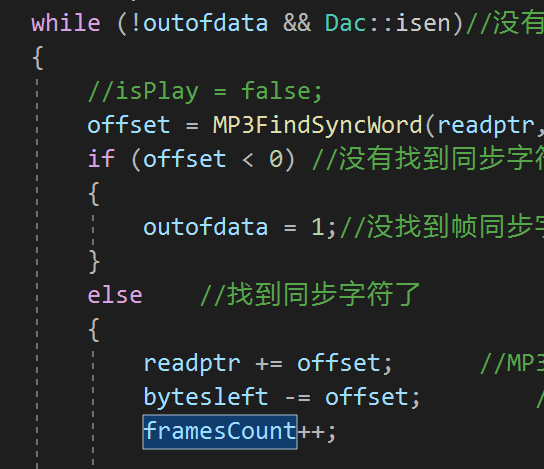 while (!outofdata && Dac::isen)//没有
{
//isPlay = false;
offset = MP3FindSyncWord(readptr,
if (offset < 0) //没有找到同步字符
{
outofdata = 1;//没找到帧同步字
}
else //找到同步字符了
{
readptr += offset; //MP3
bytesleft -= offset; /
framesCount++;